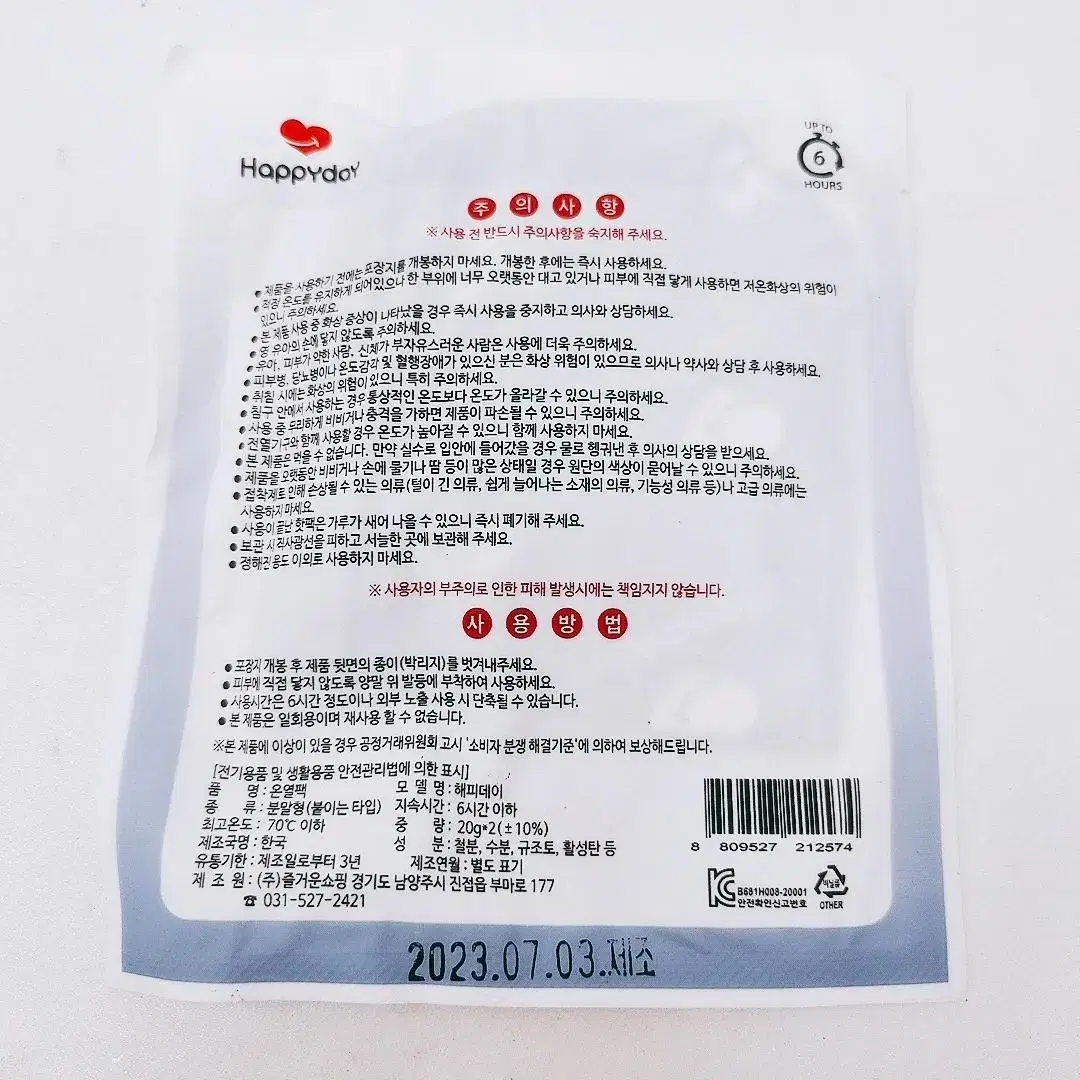 Happyday
UP TO
6
HOURS
주의사항
※ 사용 전 반드시 주의사항을 숙지해 주세요.
● 제품을 사용하기 전에는 포장지를 개봉하지 마세요. 개봉한 후에는 즉시 사용하세요.
● 적정 온도를 유지하게 되어있으나 한 부위에 너무 오랫동안 대고 있거나 피부에 직접 닿게 사용하면 저온화상의 위험이
있으니 주의하세요.
● 본 제품 사용 중 화상 증상이 나타났을 경우 즉시 사용을 중지하고 의사와 상담하세요.
● 영 유아의 손에 닿지 않도록 주의하세요.
● 유아, 피부가 약한 사람, 신체가 부자유스러운 사람은 사용에 더욱 주의하세요.
● 피부병, 당뇨병이나 온도감각 및 혈행장애가 있으신 분은 화상 위험이 있으므로 의사나 약사와 상담 후 사용하세요.
● 취침 시에는 화상의 위험이 있으니 특히 주의하세요.
● 침구 안에서 사용하는 경우 통상적인 온도보다 온도가 올라갈 수 있으니 주의하세요.
● 사용 중 무리하게 비비거나 충격을 가하면 제품이 파손될 수 있으니 주의하세요.
● 전열기구와 함께 사용할 경우 온도가 높아질 수 있으니 함께 사용하지 마세요.
● 본 제품은 먹을 수 없습니다. 만약 실수로 입안에 들어갔을 경우 물로 헹궈낸 후 의사의 상담을 받으세요.
● 제품을 오랫동안 비비거나 손에 물기나 땀 등이 많은 상태일 경우 원단의 색상이 묻어날 수 있으니 주의하세요.
● 접착제로 인해 손상될 수 있는 의류(털이 긴 의류, 쉽게 늘어나는 소재의 의류, 기능성 의류 등)나 고급 의류에는
사용하지 마세요.
● 사용이 끝난 핫팩은 가루가 새어 나올 수 있으니 즉시 폐기해 주세요.
● 보관 시 직사광선을 피하고 서늘한 곳에 보관해 주세요.
● 정해진 용도 이외로 사용하지 마세요.
※ 사용자의 부주의로 인한 피해 발생시에는 책임지지 않습니다.
사용방법
● 포장지 개봉 후 제품 뒷면의 종이(박리지)를 벗겨내주세요.
● 피부에 직접 닿지 않도록 양말 위 발등에 부착하여 사용하세요.
● 사용시간은 6시간 정도이나 외부 노출 사용 시 단축될 수 있습니다.
● 본 제품은 일회용이며 재사용 할 수 없습니다.
※본 제품에 이상이 있을 경우 공정거래위원회 고시 '소비자 분쟁 해결기준'에 의하여 보상해드립니다.
[전기용품 및 생활용품 안전관리법에 의한 표시]
품 명 : 온열팩 모 델 명 : 해피데이
종 류 : 분말형(붙이는 타입) 지속시간 : 6시간 이하
최고온도 : 70℃ 이하 중 량 : 20g*2(±10%)
제조국명 : 한국 성 분 : 철분, 수분, 규조토, 활성탄 등
유통기한 : 제조일로부터 3년 제조연월 : 별도 표기
제 조 원 : (주)즐거운쇼핑 경기도 남양주시 진접읍 부마로 177
☎ 031-527-2421
8 809527 212574
B681H008-20001
안전확인신고번호
비닐류
OTHER
2023.07.03.제조